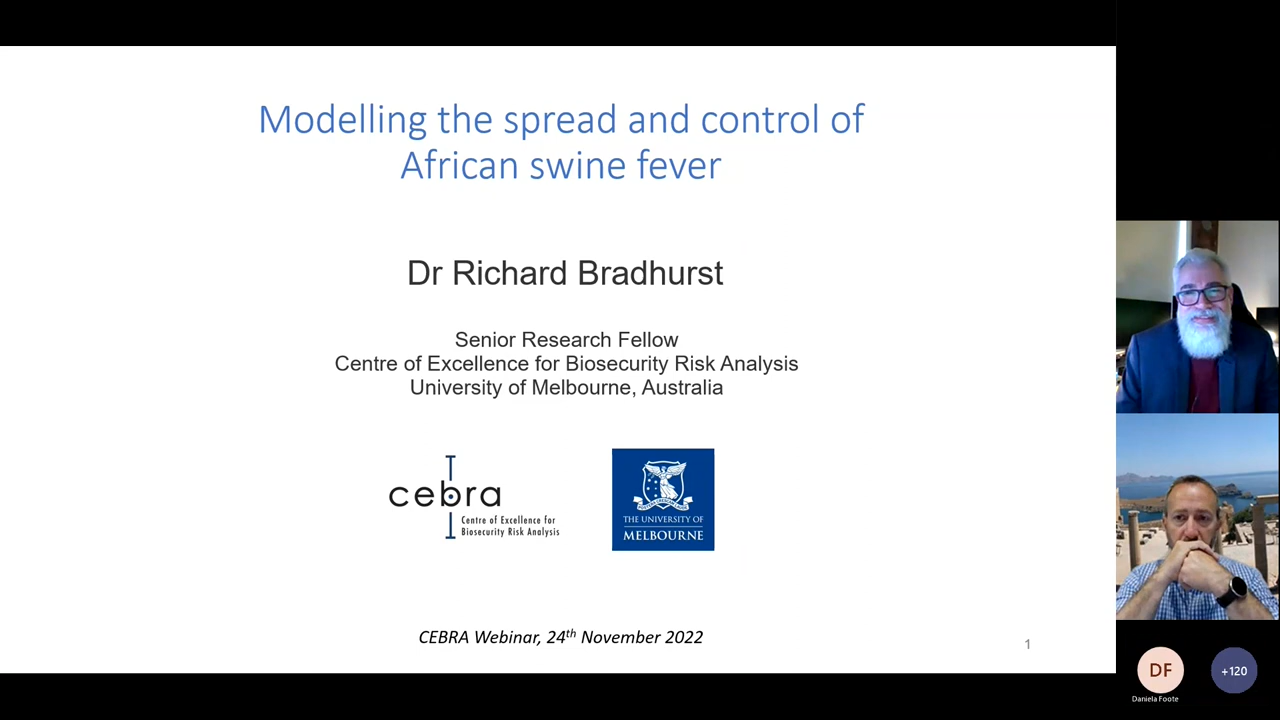 Modelling the spread and control of
African swine fever
Dr Richard Bradhurst
Senior Research Fellow
Centre of Excellence for Biosecurity Risk Analysis
University of Melbourne, Australia
cebra
Centre of Excellence for
Biosecurity Risk Analysis
THE UNIVERSITY OF
MELBOURNE
CEBRA Webinar, 24th November 2022
1
DF
+120
Daniela Foote